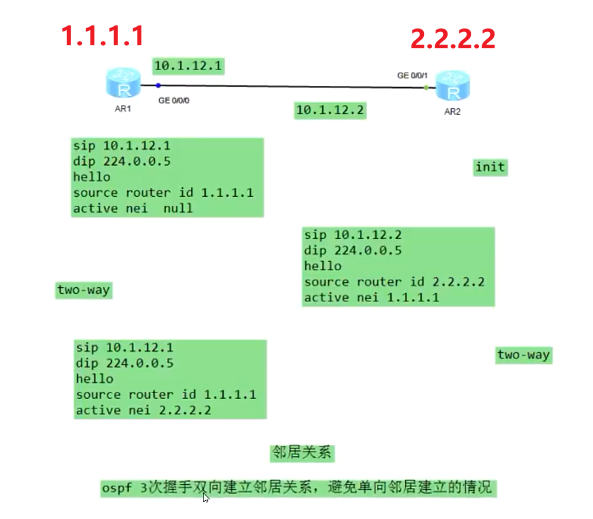 1.1.1.1
2.2.2.2
10.1.12.1
GE 0/0/1
R
R
GE 0/0/0
10.1.12.2
AR1
AR2
sip 10.1.12.1
dip 224.0.0.5
hello
source router id 1.1.1.1
active nei  null
init
sip 10.1.12.2
dip 224.0.0.5
hello
source router id 2.2.2.2
active nei 1.1.1.1
two-way
sip 10.1.12.1
dip 224.0.0.5
hello
source router id 1.1.1.1
active nei 2.2.2.2
two-way
邻居关系
ospf 3次握手双向建立邻居关系，避免单向邻居建立的情况